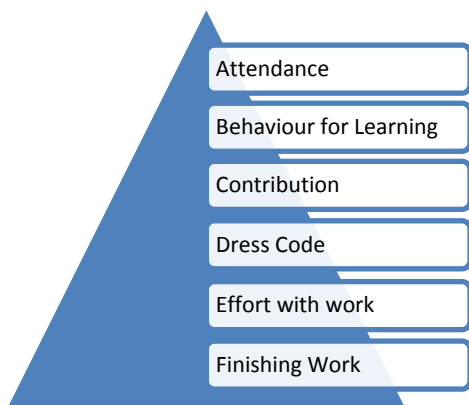 Attendance
Behaviour for Learning
Contribution
Dress Code
Effort with work
Finishing Work